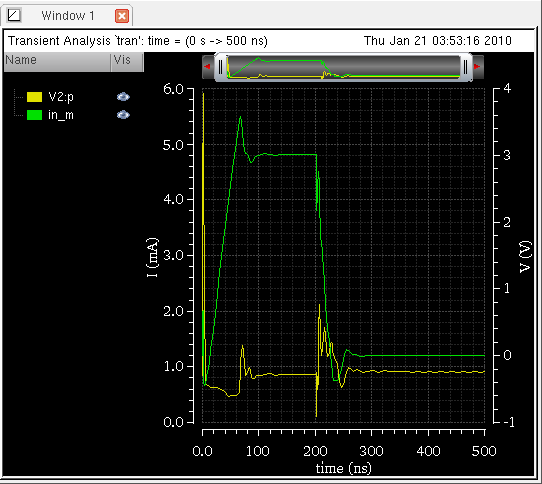 Window 1
Transient Analysis `tran': time = (0 s -> 500 ns) Thu Jan 21 03:53:16 2010
Name Vis
V2:p
in_m
6.0
5.0
4.0
3.0
2.0
1.0
0.0
I (mA)
4
3
2
1
0
-1
V (V)
0.0 100 200 300 400 500
time (ns)